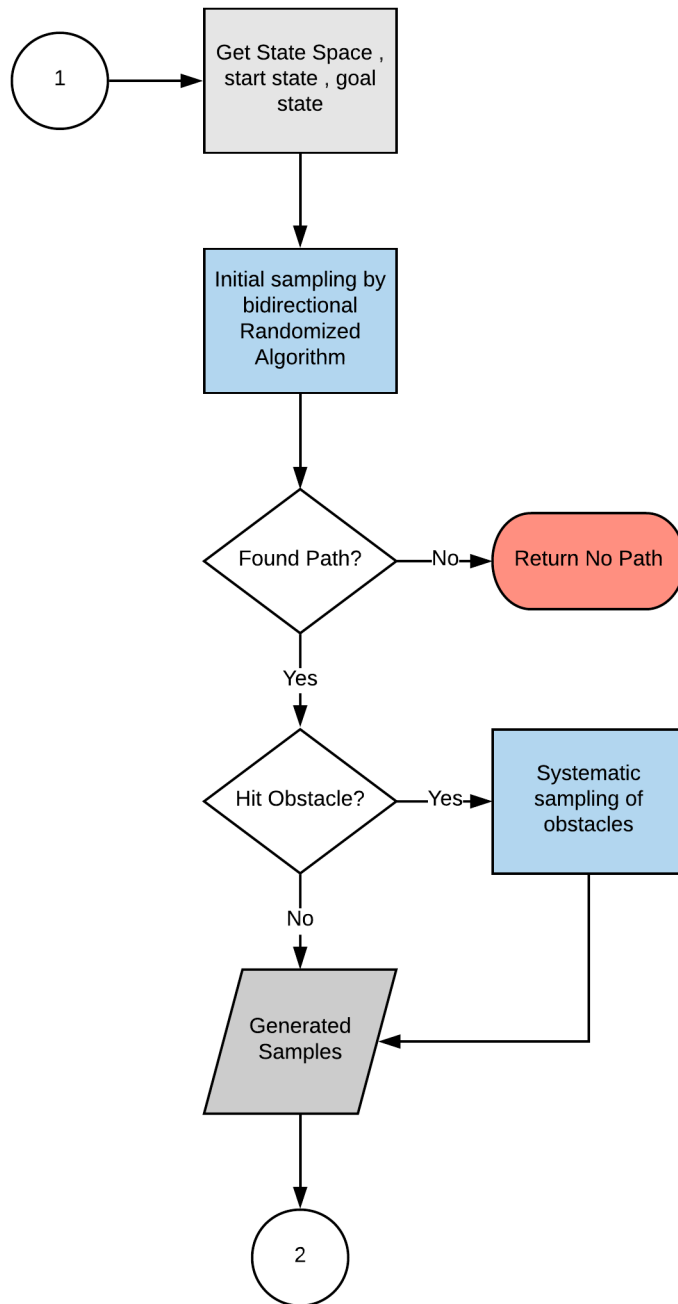 1
Get State Space ,
start state , goal
state
Initial sampling by
bidirectional
Randomized
Algorithm
Found Path?
No
Return No Path
Yes
Hit Obstacle?
Yes
Systematic
sampling of
obstacles
No
Generated
Samples
2